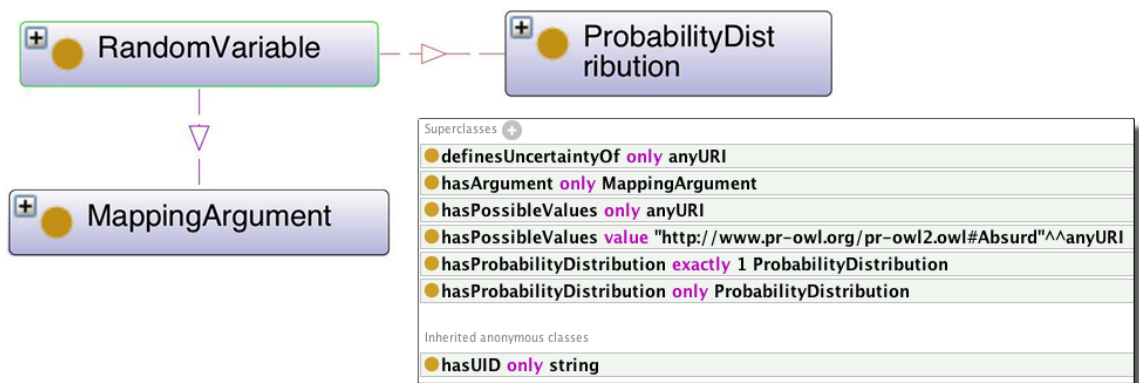 RandomVariable
ProbabilityDist
ribution
MappingArgument
Superclasses
definesUncertaintyOf only anyURI
hasArgument only MappingArgument
hasPossibleValues only anyURI
hasPossibleValues value "http://www.pr-owl.org/pr-owl2.owl#Absurd"^^anyURI
hasProbabilityDistribution exactly 1 ProbabilityDistribution
hasProbabilityDistribution only ProbabilityDistribution
Inherited anonymous classes
hasUID only string